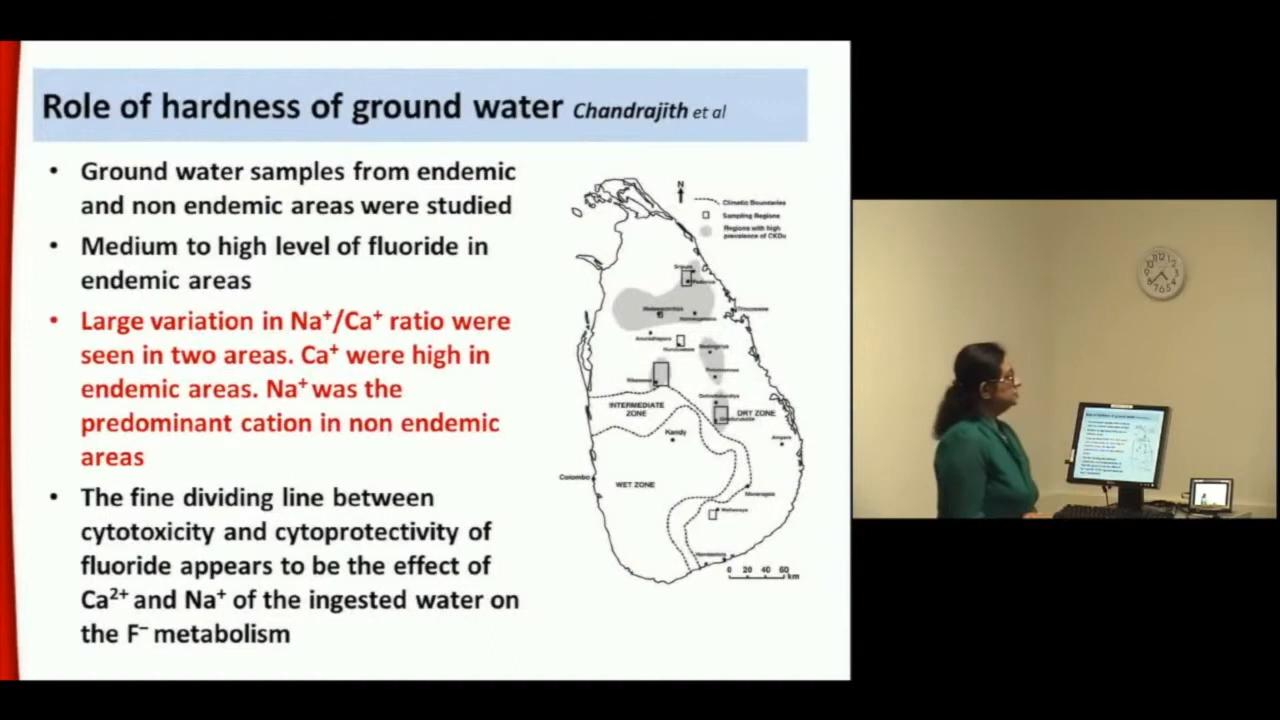 Role of hardness of ground water Chandrajith et al
• Ground water samples from endemic
and non endemic areas were studied
• Medium to high level of fluoride in
endemic areas
• Large variation in Na⁺/Ca⁺ ratio were
seen in two areas. Ca⁺ were high in
endemic areas. Na⁺ was the
predominant cation in non endemic
areas
• The fine dividing line between
cytotoxicity and cytoprotectivity of
fluoride appears to be the effect of
Ca²⁺ and Na⁺ of the ingested water on
the F⁻ metabolism
N
Climatic Boundaries
Sampling Regions
Regions with high
prevalence of CKDu
INTERMEDIATE
ZONE
DRY ZONE
Kandy
Ampara
Colombo
WET ZONE
Monaragala
Wellawaya
Hambantota
0 20 40 60
km